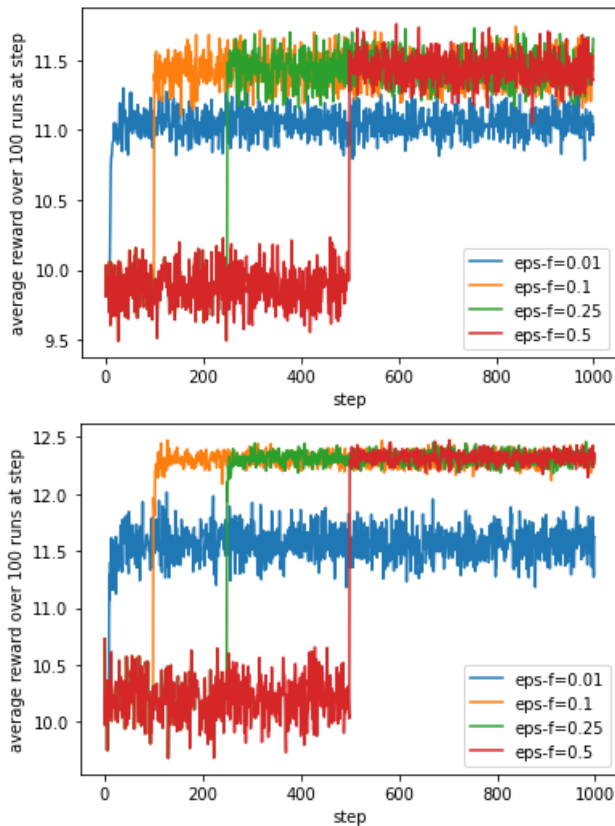 average reward over 100 runs at step
11.5
11.0
10.5
10.0
9.5
eps-f=0.01
eps-f=0.1
eps-f=0.25
eps-f=0.5
0 200 400 600 800 1000
step
average reward over 100 runs at step
12.5
12.0
11.5
11.0
10.5
10.0
eps-f=0.01
eps-f=0.1
eps-f=0.25
eps-f=0.5
0 200 400 600 800 1000
step